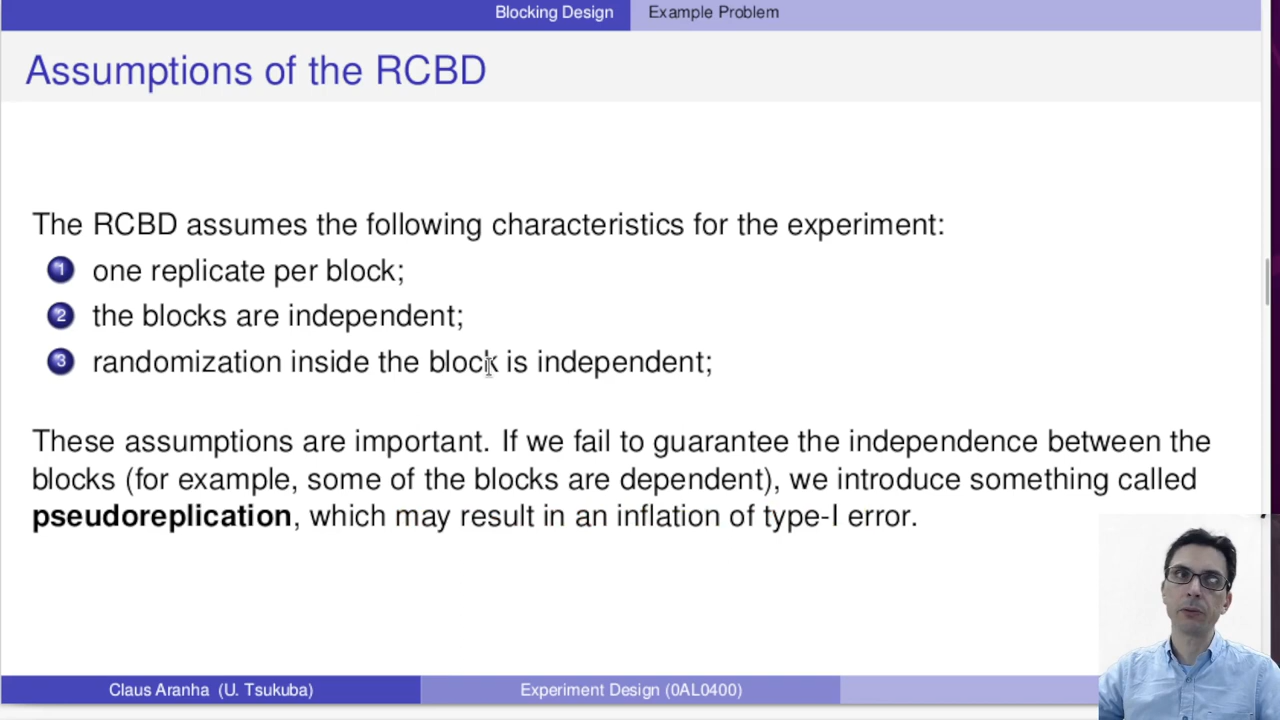 Blocking Design Example Problem
Assumptions of the RCBD
The RCBD assumes the following characteristics for the experiment:
1 one replicate per block;
2 the blocks are independent;
3 randomization inside the block is independent;
These assumptions are important. If we fail to guarantee the independence between the
blocks (for example, some of the blocks are dependent), we introduce something called
pseudoreplication, which may result in an inflation of type-I error.
Claus Aranha (U. Tsukuba) Experiment Design (0AL0400)